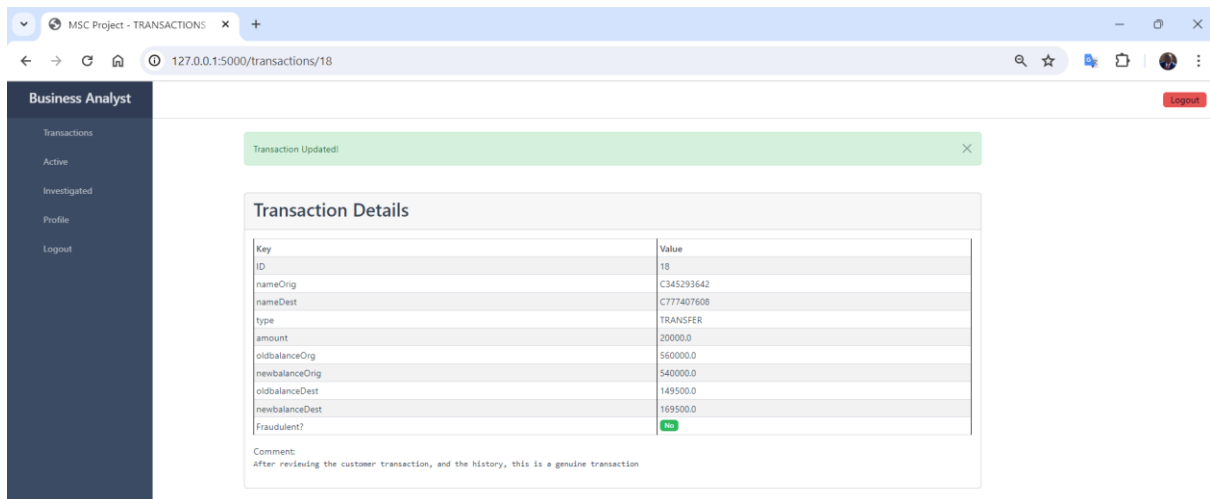 MSC Project - TRANSACTIONS
127.0.0.1:5000/transactions/18
Business Analyst
Logout
Transactions
Active
Investigated
Profile
Logout
Transaction Updated!
Transaction Details
Key Value
ID 18
nameOrig C345293642
nameDest C777407608
type TRANSFER
amount 20000.0
oldbalanceOrg 560000.0
newbalanceOrig 540000.0
oldbalanceDest 149500.0
newbalanceDest 169500.0
Fraudulent? No
Comment:
After reviewing the customer transaction, and the history, this is a genuine transaction